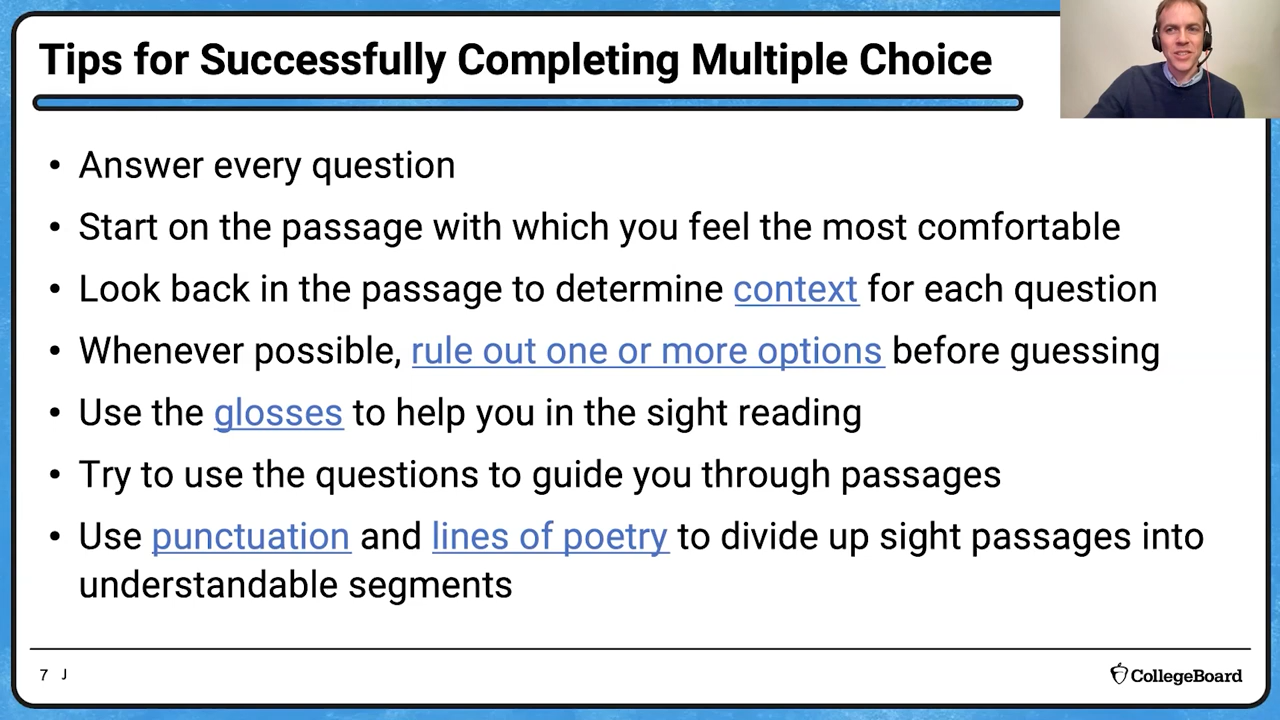 Tips for Successfully Completing Multiple Choice
• Answer every question
• Start on the passage with which you feel the most comfortable
• Look back in the passage to determine context for each question
• Whenever possible, rule out one or more options before guessing
• Use the glosses to help you in the sight reading
• Try to use the questions to guide you through passages
• Use punctuation and lines of poetry to divide up sight passages into
understandable segments
7 J
CollegeBoard